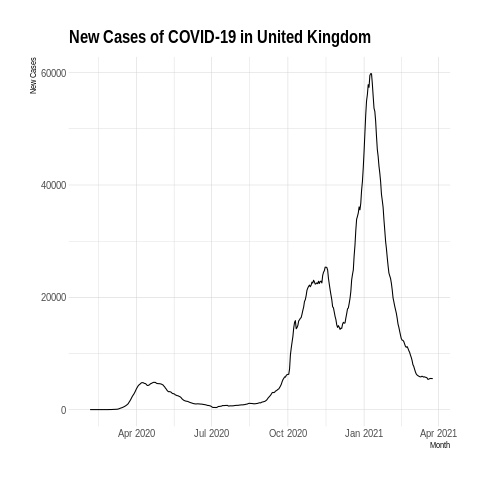 New Cases of COVID-19 in United Kingdom
New Cases
60000
40000
20000
0
Apr 2020 Jul 2020 Oct 2020 Jan 2021 Apr 2021
Month